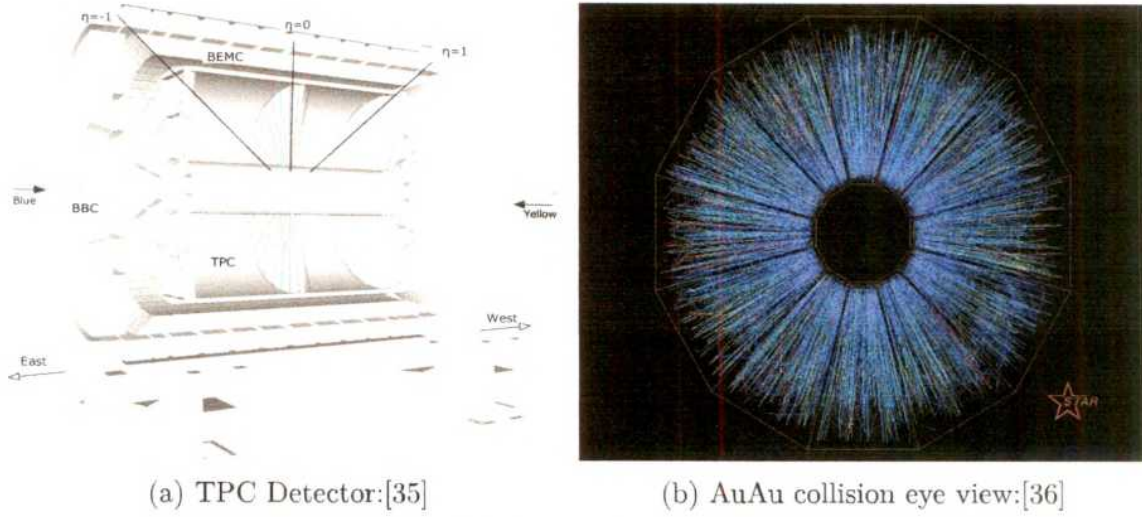 η=-1
η=0
BEMC
η=1
Blue
BBC
Yellow
TPC
West
East
STAR
(a) TPC Detector:[35]
(b) AuAu collision eye view:[36]